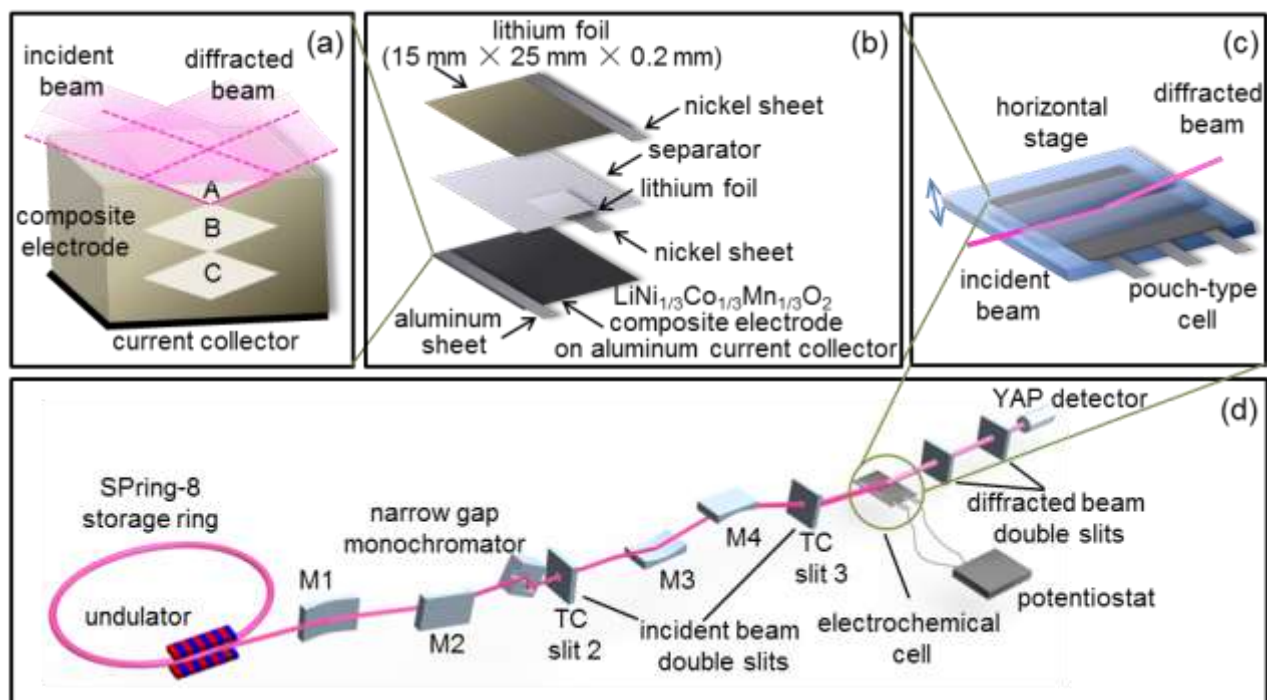 (a)
incident
beam
diffracted
beam
A
B
C
composite
electrode
current collector
(b)
lithium foil
(15 mm × 25 mm × 0.2 mm)
nickel sheet
separator
lithium foil
nickel sheet
LiNi1/3Co1/3Mn1/3O2
composite electrode
on aluminum current collector
aluminum
sheet
(c)
horizontal
stage
diffracted
beam
incident
beam
pouch-type
cell
(d)
SPring-8
storage ring
undulator
M1
M2
narrow gap
monochromator
TC
slit 2
incident beam
double slits
M3
M4
TC
slit 3
electrochemical
cell
YAP detector
diffracted beam
double slits
potentiostat